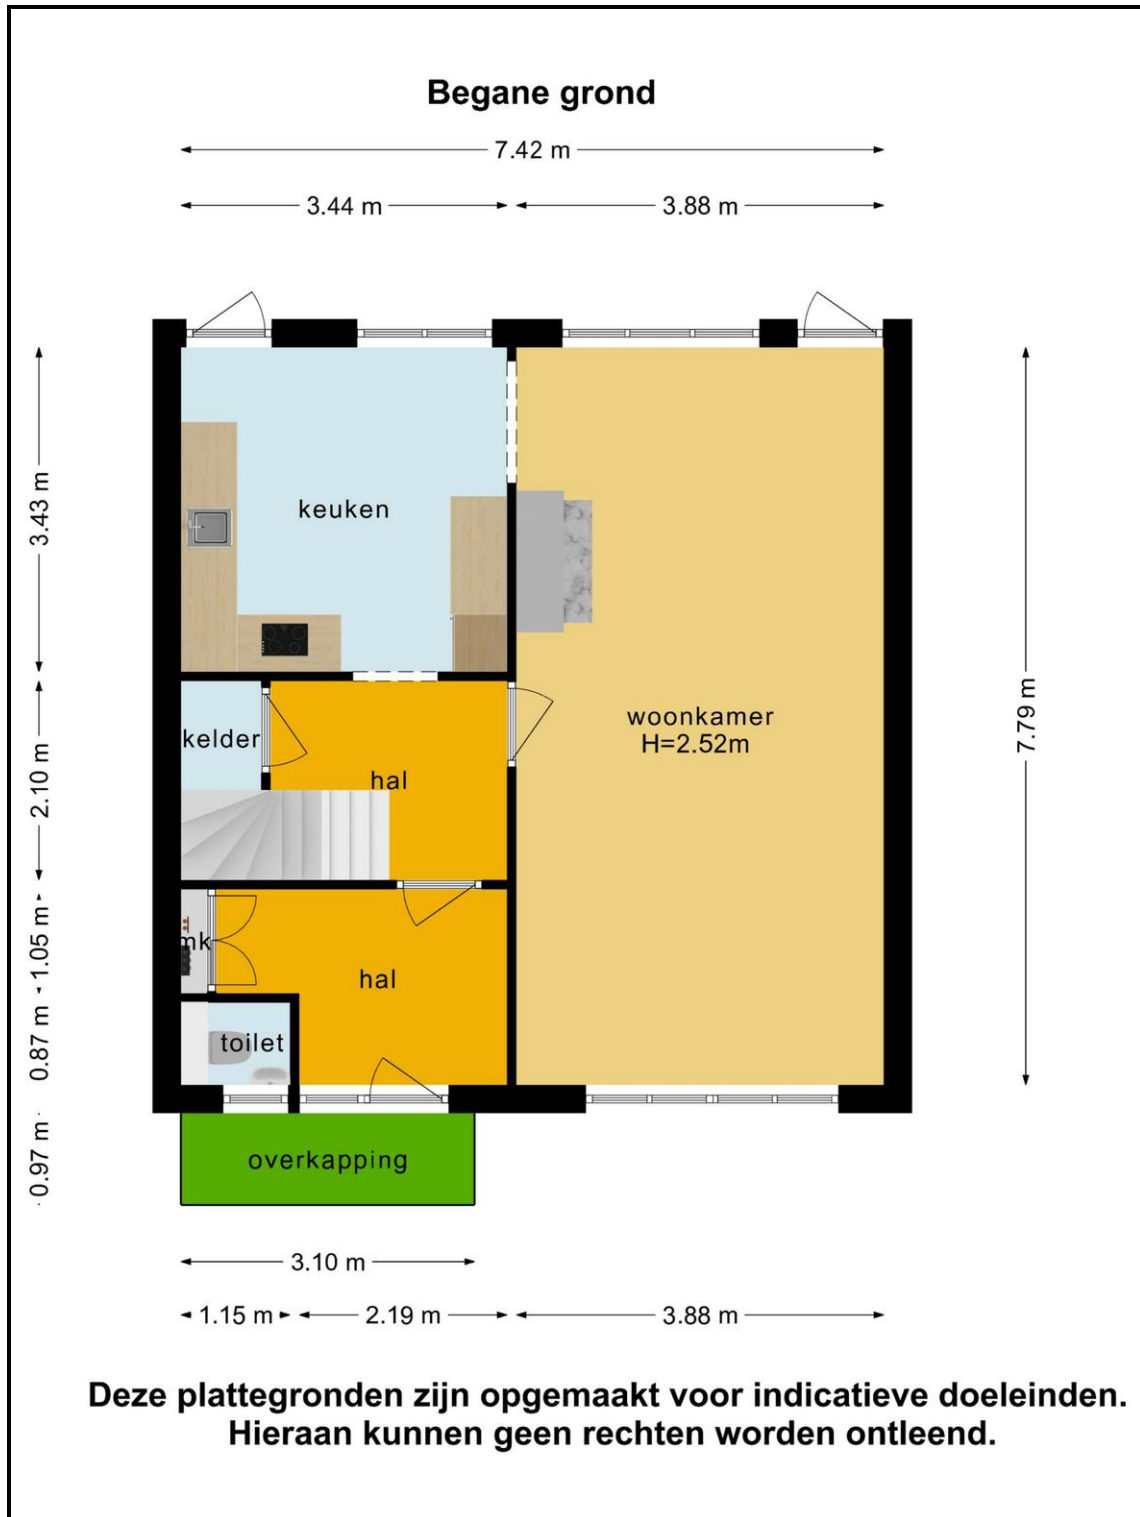 Begane grond
7.42 m
3.44 m
3.88 m
3.43 m
keuken
2.10 m
kelder
hal
woonkamer
H=2.52m
7.79 m
1.05 m
mk
hal
0.87 m
toilet
0.97 m
overkapping
3.10 m
1.15 m
2.19 m
3.88 m
Deze plattegronden zijn opgemaakt voor indicatieve doeleinden.
Hieraan kunnen geen rechten worden ontleend.